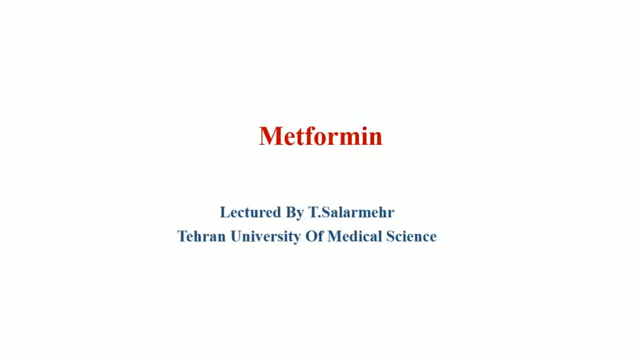 Metformin
Lectured By T.Salarmehr
Tehran University Of Medical Science